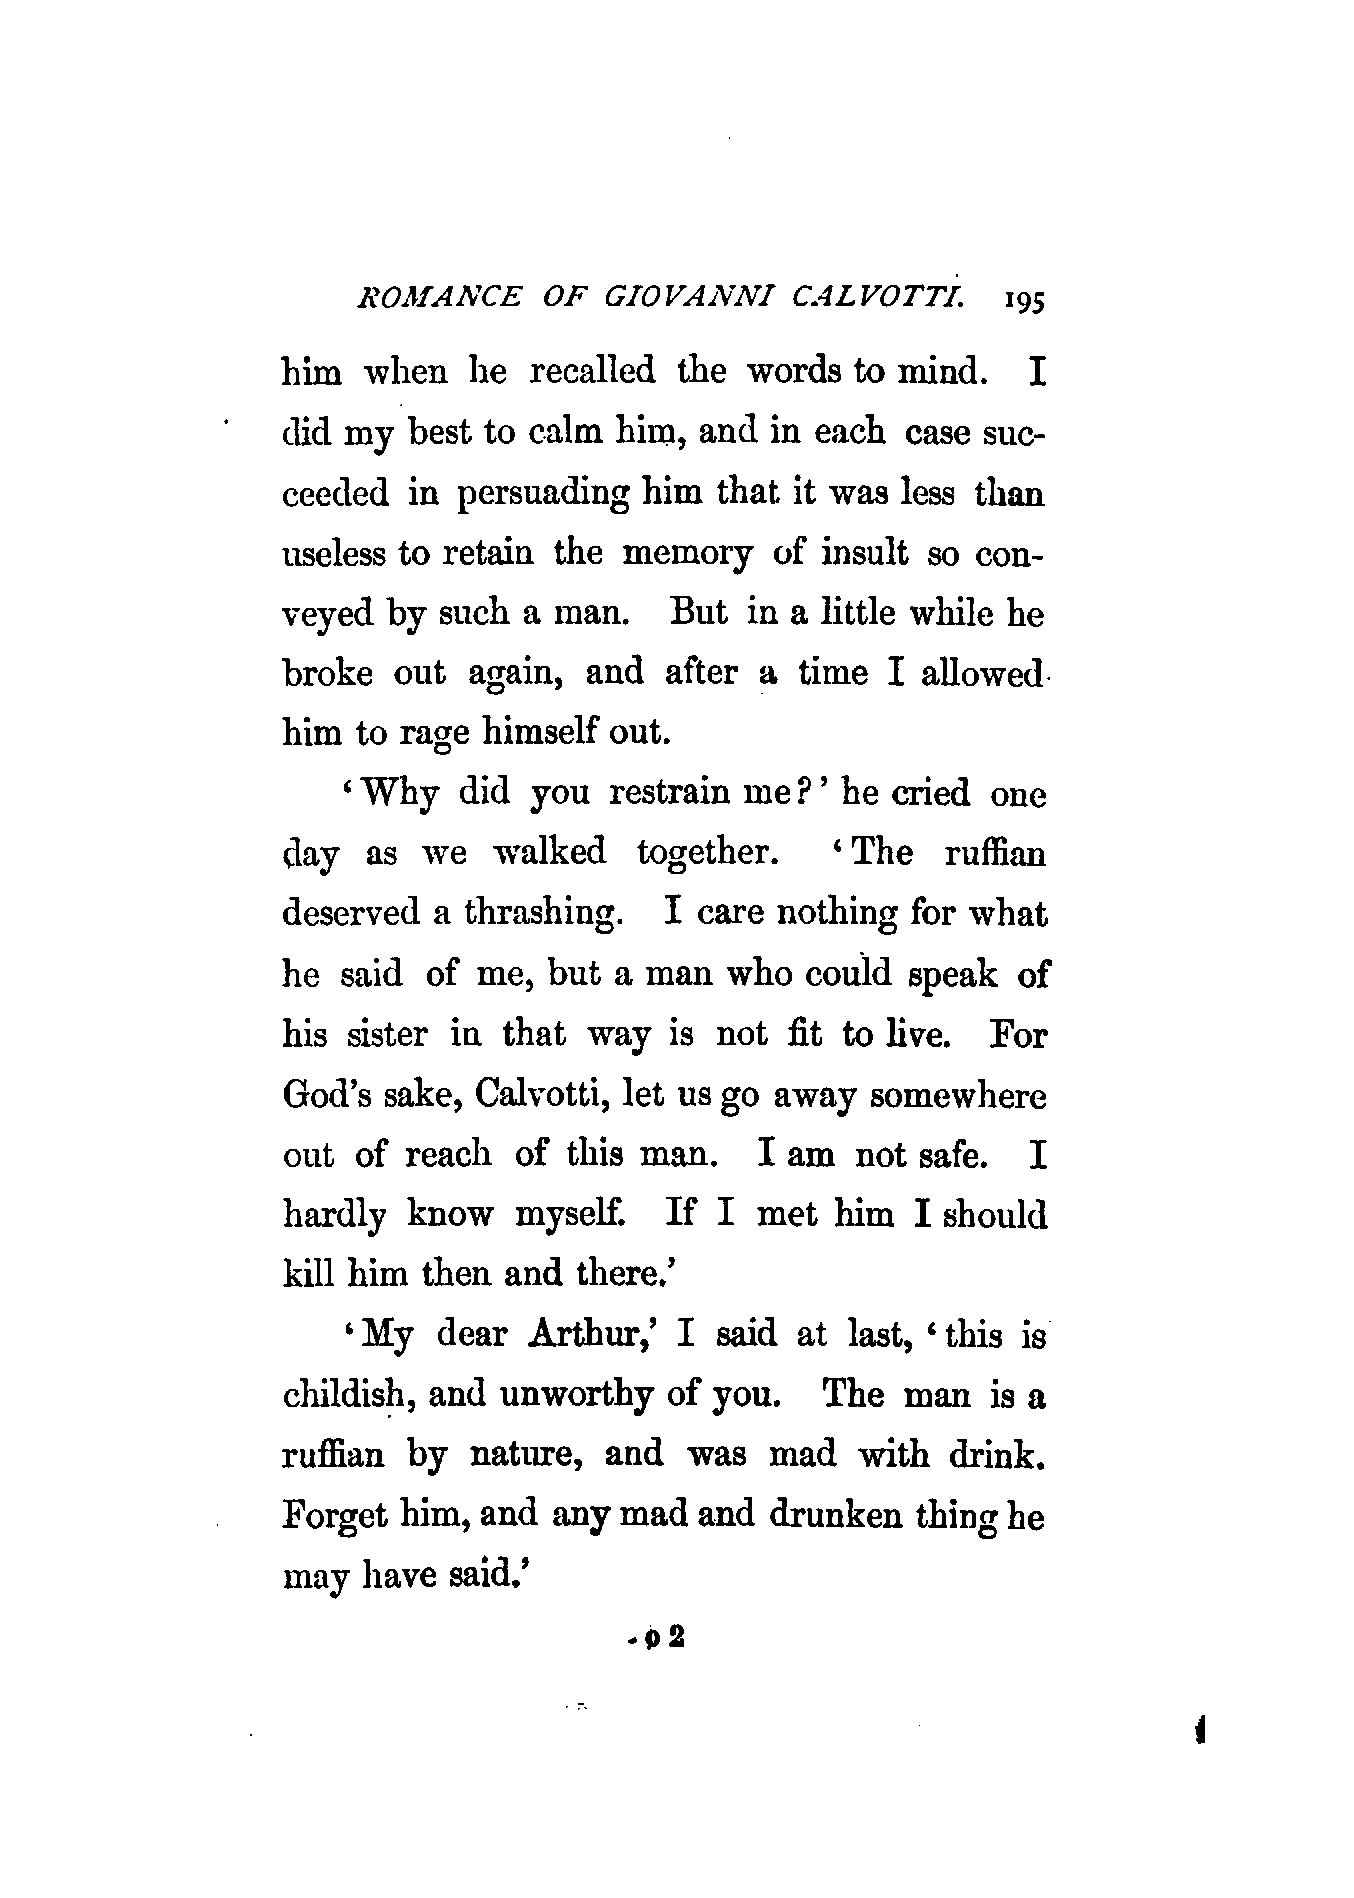 ROMANCE OF GIOVANNI CALVOTTI. 195
him when he recalled the words to mind. I
did my best to calm him, and in each case suc-
ceeded in persuading him that it was less than
useless to retain the memory of insult so con-
veyed by such a man. But in a little while he
broke out again, and after a time I allowed
him to rage himself out.
‘Why did you restrain me?’ he cried one
day as we walked together. ‘The ruffian
deserved a thrashing. I care nothing for what
he said of me, but a man who could speak of
his sister in that way is not fit to live. For
God’s sake, Calvotti, let us go away somewhere
out of reach of this man. I am not safe. I
hardly know myself. If I met him I should
kill him then and there.’
‘My dear Arthur,’ I said at last, ‘this is
childish, and unworthy of you. The man is a
ruffian by nature, and was mad with drink.
Forget him, and any mad and drunken thing he
may have said.’
o 2